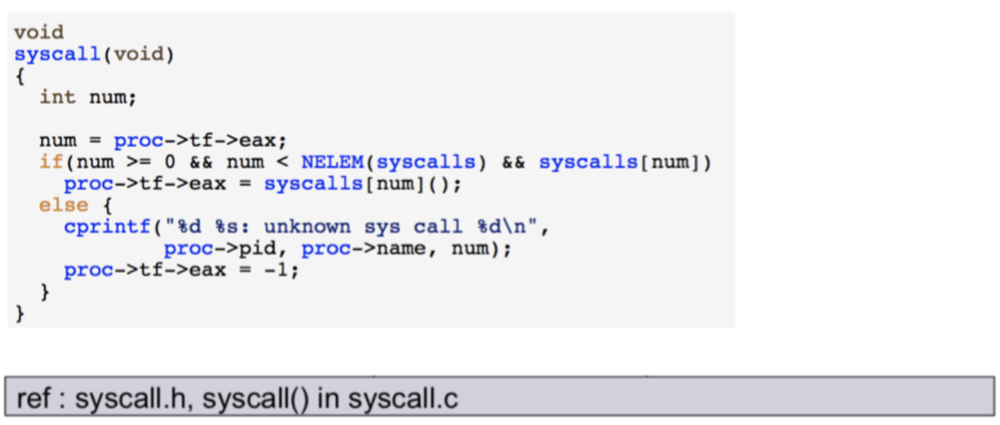 void
syscall(void)
{
  int num;

  num = proc->tf->eax;
  if(num >= 0 && num < NELEM(syscalls) && syscalls[num])
    proc->tf->eax = syscalls[num]();
  else {
    cprintf("%d %s: unknown sys call %d\n",
            proc->pid, proc->name, num);
    proc->tf->eax = -1;
  }
}
ref : syscall.h, syscall() in syscall.c